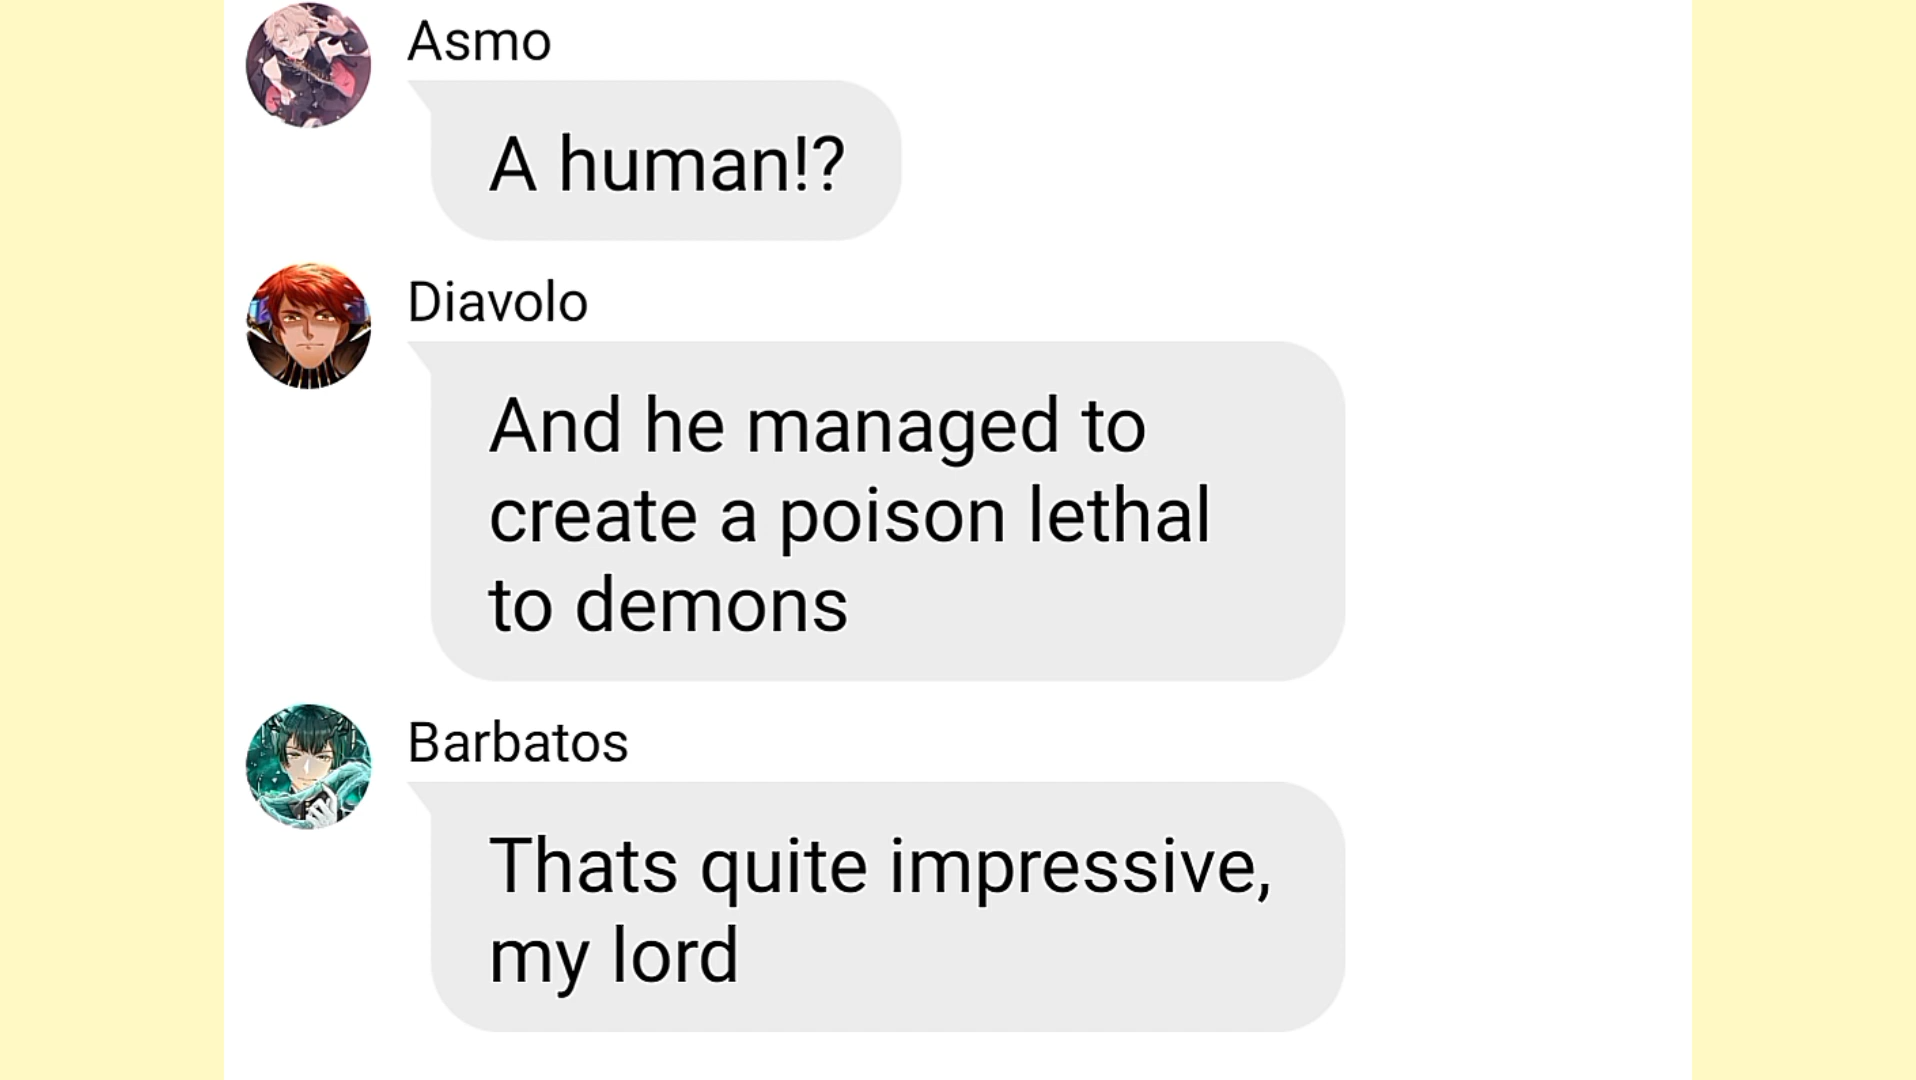 Asmo
A human!?
Diavolo
And he managed to
create a poison lethal
to demons
Barbatos
Thats quite impressive,
my lord